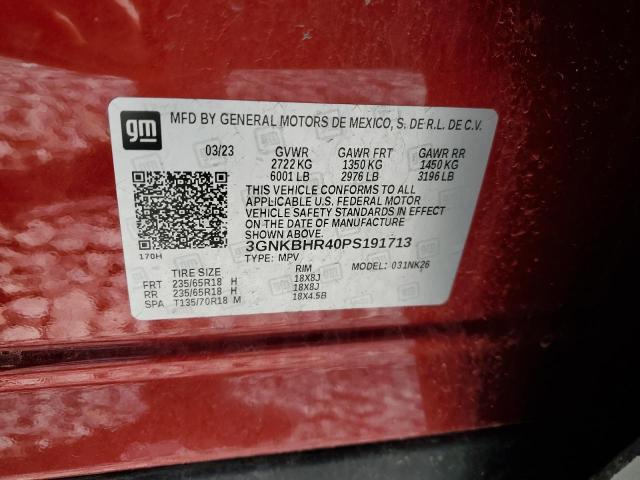 gm
MFD BY GENERAL MOTORS DE MEXICO, S. DE R.L. DE C.V.
03/23 GVWR GAWR FRT GAWR RR
2722 KG 1350 KG 1450 KG
6001 LB 2976 LB 3196 LB
THIS VEHICLE CONFORMS TO ALL
APPLICABLE U.S. FEDERAL MOTOR
VEHICLE SAFETY STANDARDS IN EFFECT
ON THE DATE OF MANUFACTURE
SHOWN ABOVE.
3GNKBHR40PS191713
170H TYPE: MPV MODEL: 031NK26
TIRE SIZE RIM
FRT 235/65R18 H 18X8J
RR 235/65R18 H 18X8J
SPA T135/70R18 M 18X4.5B